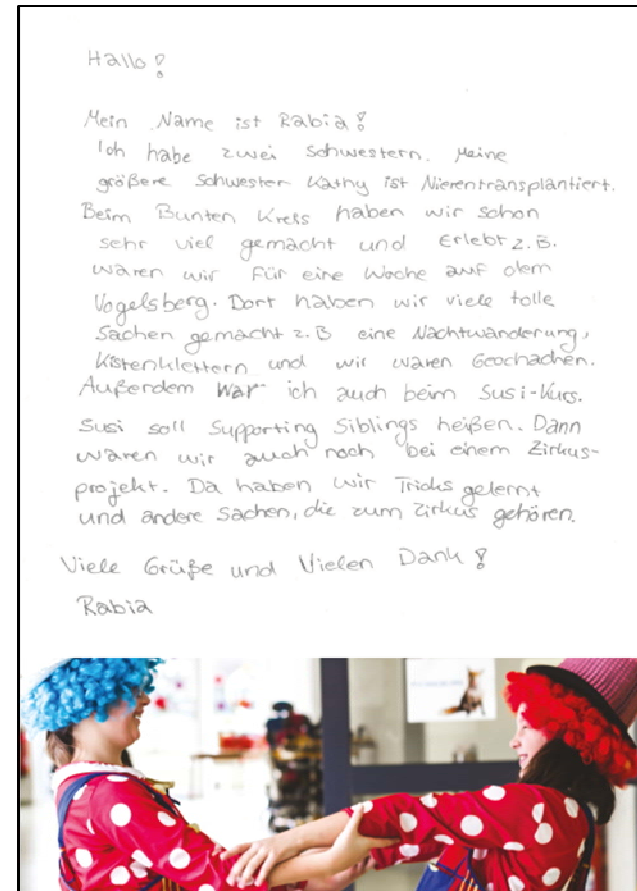 Hallo!
Mein Name ist Rabia!
Ich habe zwei Schwestern. Meine
größere Schwester Kathy ist Nierentransplantiert.
Beim Bunten Kreis haben wir schon
sehr viel gemacht und Erlebt z.B.
waren wir Für eine Woche auf dem
Vogelsberg. Dort haben wir viele tolle
Sachen gemacht z.B eine Nachtwanderung,
Kistenklettern und wir waren Geochachen.
Außerdem War ich auch beim Susi-Kurs.
Susi soll Supporting Siblings heißen. Dann
waren wir auch noch bei einem Zirkus-
projekt. Da haben wir Tricks gelernt
und andere Sachen, die zum Zirkus gehören.
Viele Grüße und Vielen Dank!
Rabia